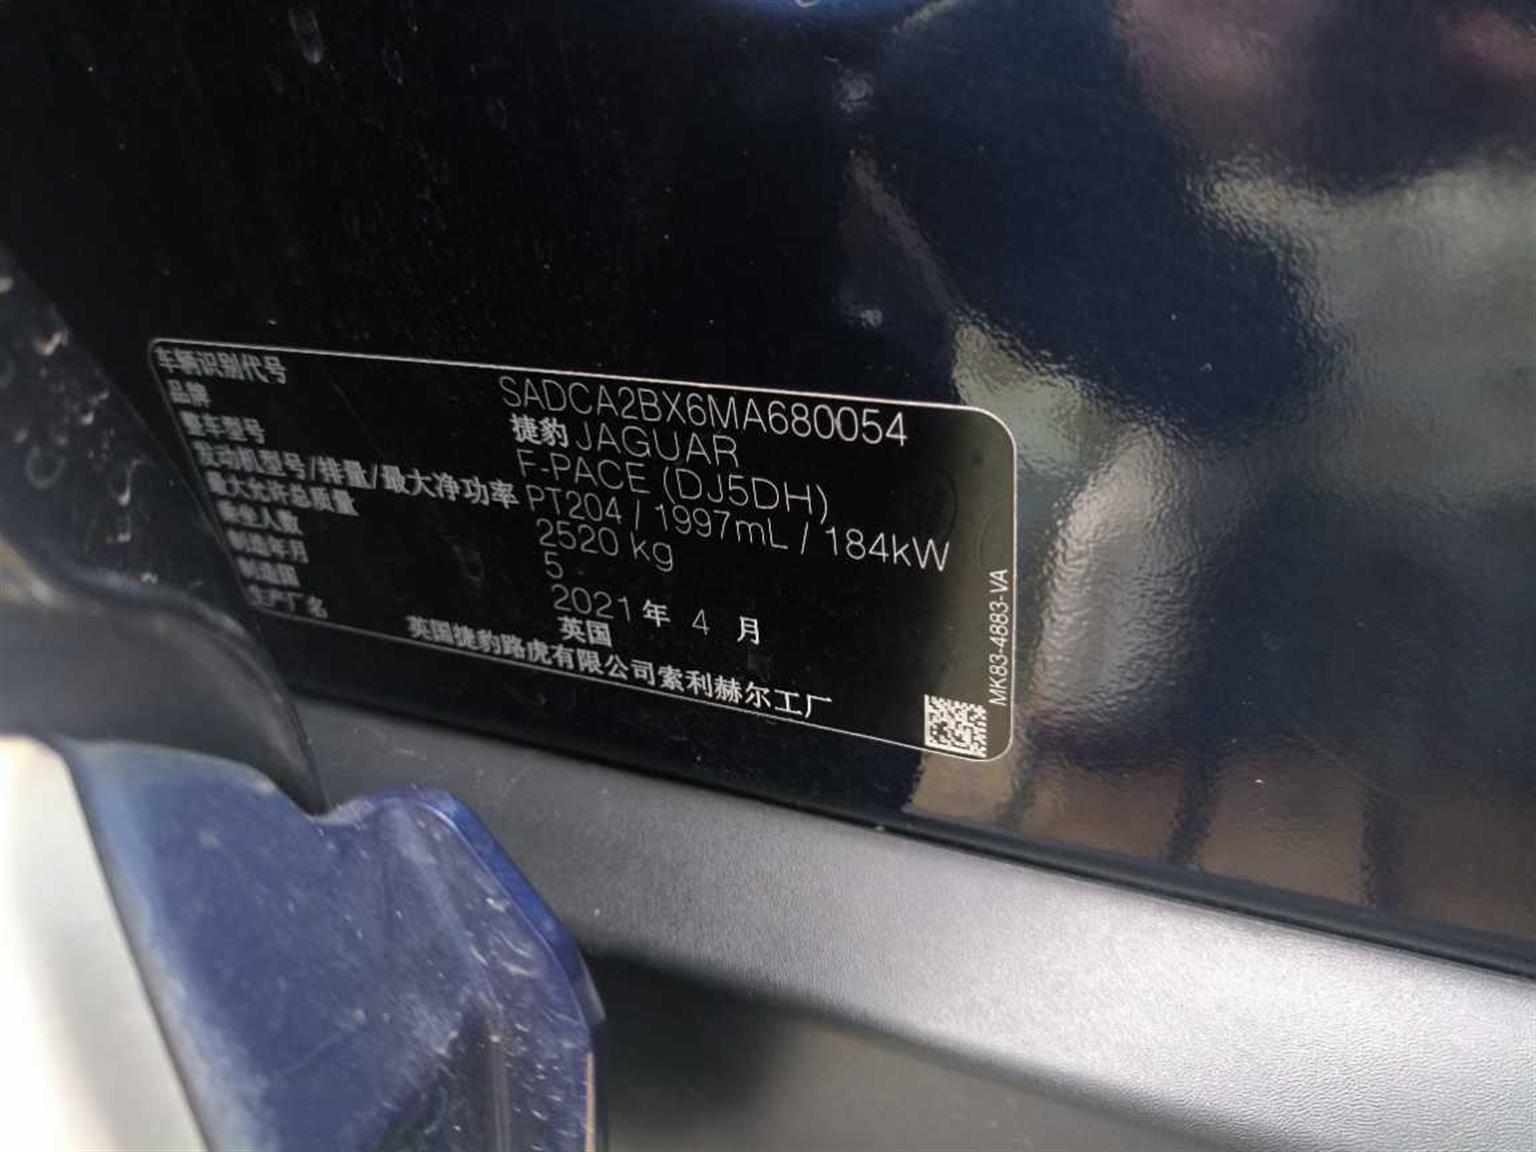 车辆识别代号 SADCA2BX6MA680054
品牌 捷豹 JAGUAR
整车型号 F-PACE (DJ5DH)
发动机型号/排量/最大净功率 PT204 / 1997mL / 184kW
最大允许总质量 2520 kg
乘坐人数 5
制造年月 2021 年 4 月
制造国 英国
生产厂名 英国捷豹路虎有限公司索利赫尔工厂
MK83-4883-VA